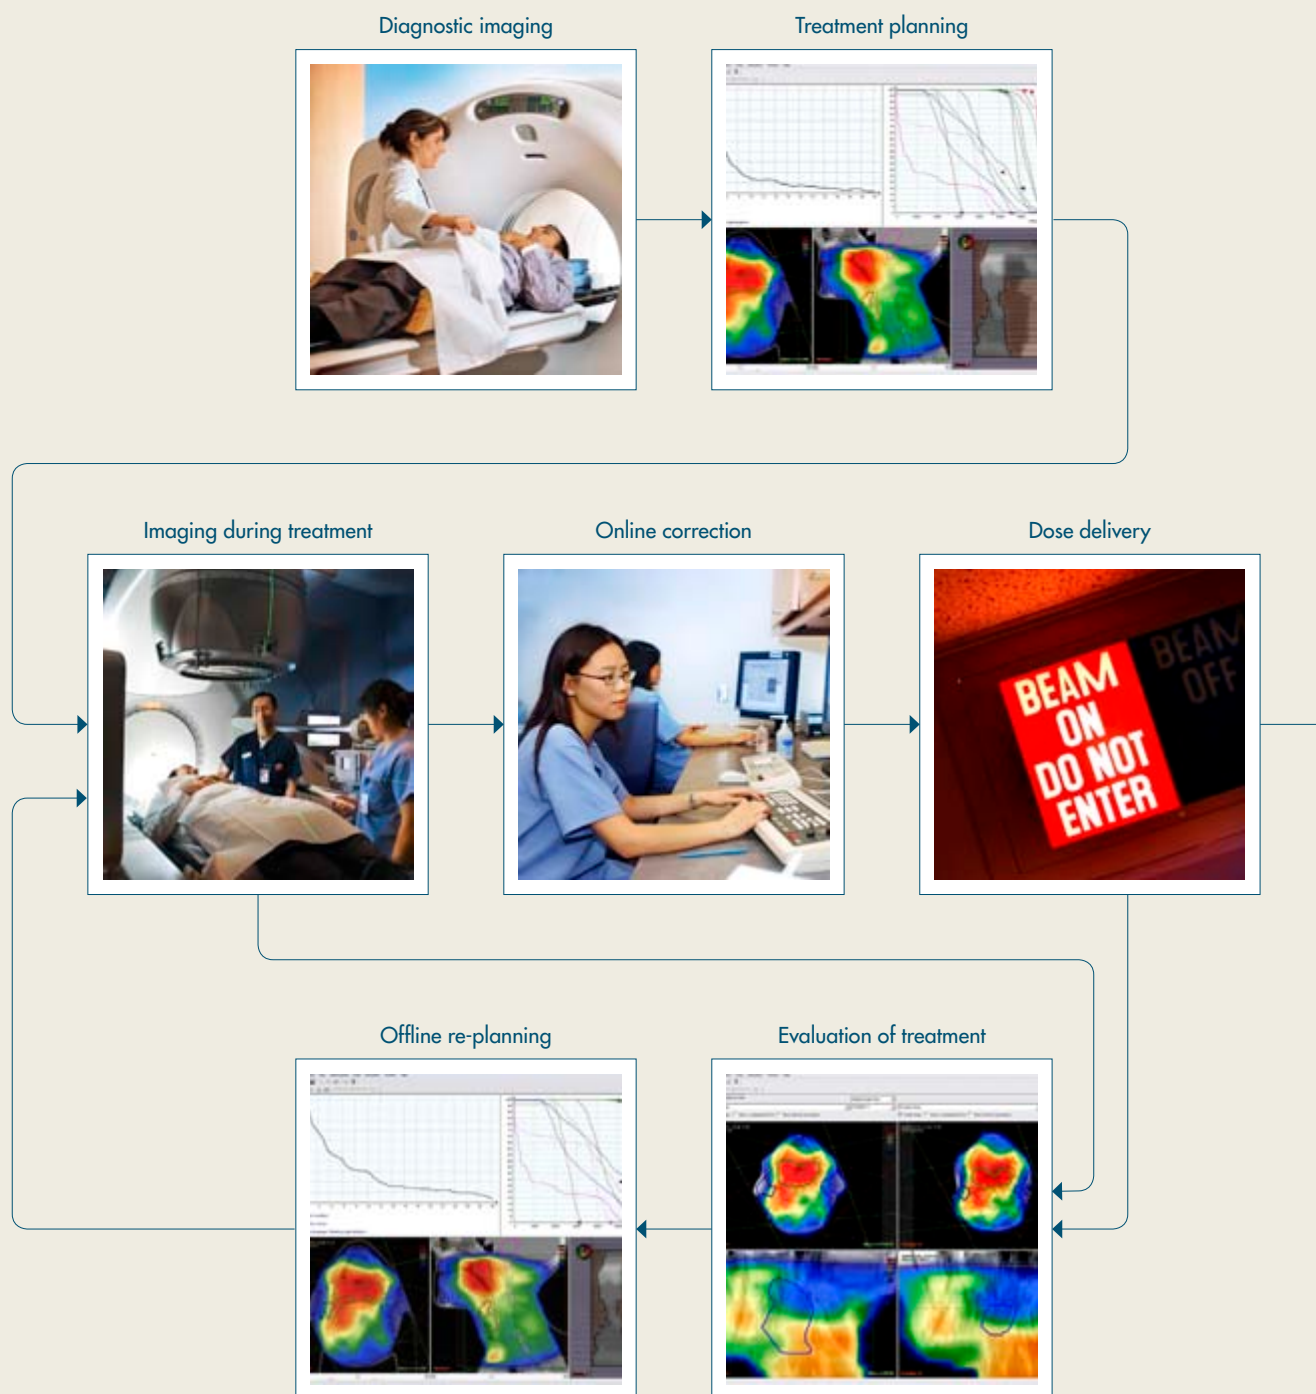 Diagnostic imaging
Treatment planning
Imaging during treatment
Online correction
Dose delivery
BEAM
ON
DO NOT
ENTER
BEAM
OFF
Offline re-planning
Evaluation of treatment